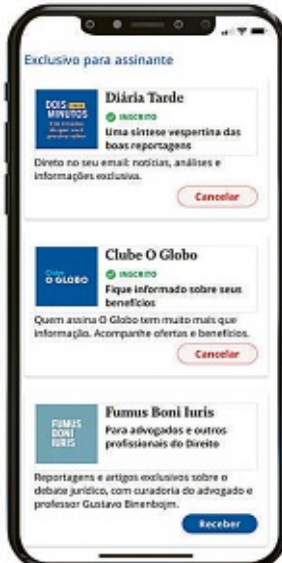 Exclusivo para assinante
DOIS
MINUTOS
Diária Tarde
INSCRITO
Uma síntese vespertina das
boas reportagens
Direto no seu email: notícias, análises e
informações exclusiva.
Cancelar
Clube
O GLOBO
Clube O Globo
INSCRITO
Fique informado sobre seus
benefícios
Quem assina O Globo tem muito mais que
informação. Acompanhe ofertas e benefícios.
Cancelar
FUMUS
BONI
IURIS
Fumus Boni Iuris
Para advogados e outros
profissionais do Direito
Reportagens e artigos exclusivos sobre o
debate jurídico, com curadoria do advogado e
professor Gustavo Binenbojm.
Receber